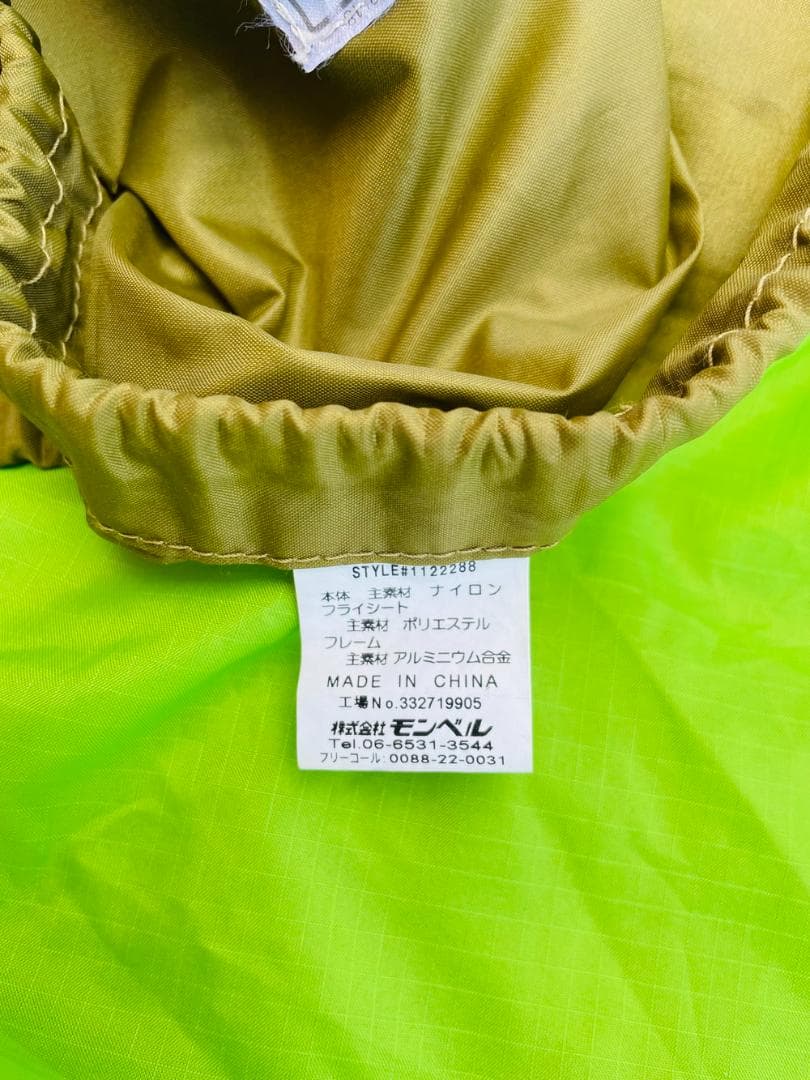 STYLE#1122288
本体 主素材 ナイロン
フライシート
主素材 ポリエステル
フレーム
主素材 アルミニウム合金
MADE IN CHINA
工場No.332719905
株式会社 モンベル
Tel.06-6531-3544
フリーコール:0088-22-0031